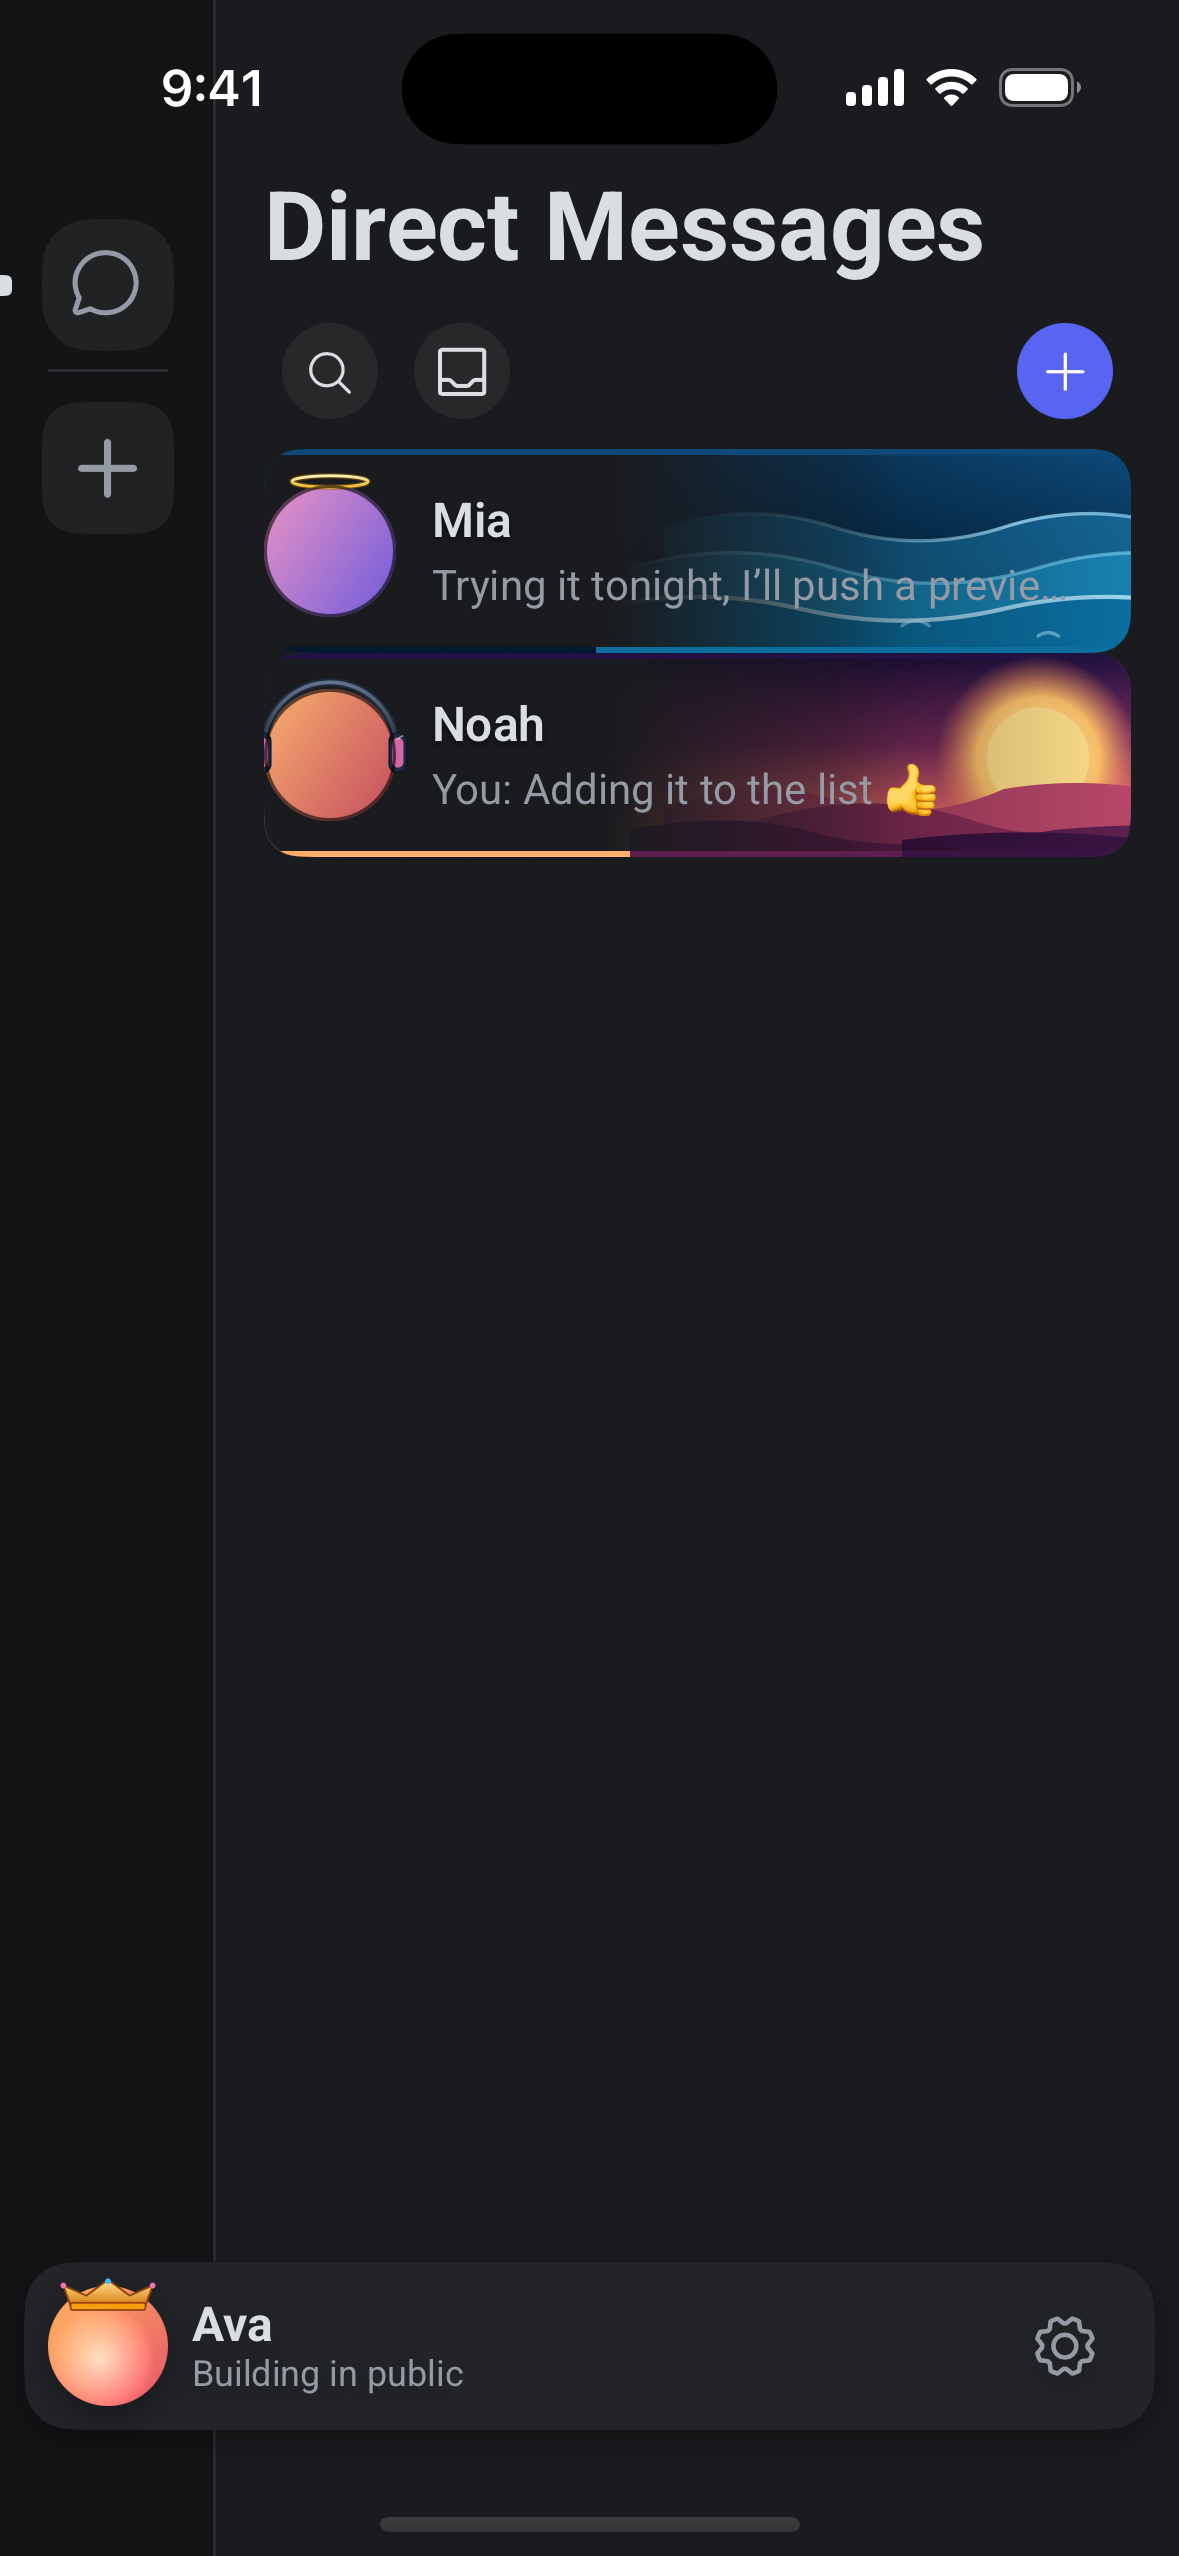 9:41
Direct Messages
Mia
Trying it tonight, I’ll push a previe...
Noah
You: Adding it to the list 👍
Ava
Building in public